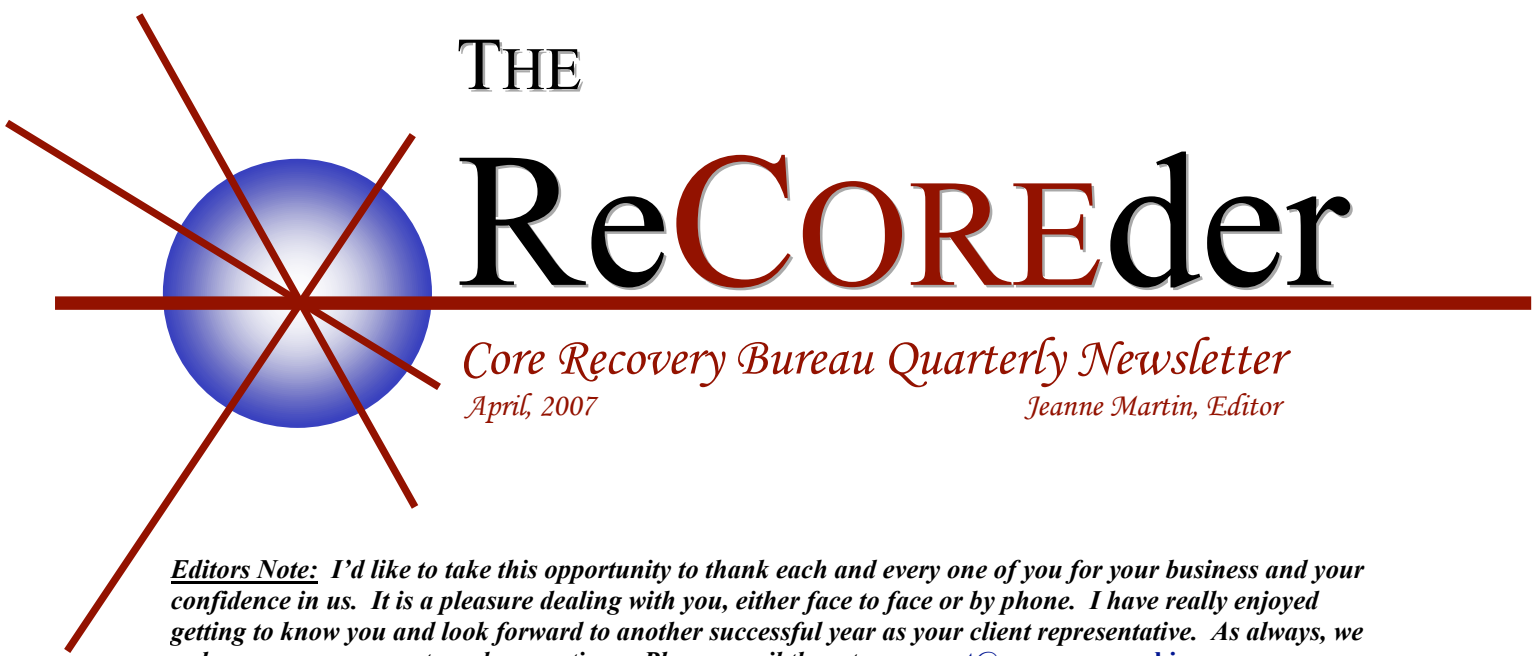 THE
ReCOREder
Core Recovery Bureau Quarterly Newsletter
April, 2007
Jeanne Martin, Editor
Editors Note: I’d like to take this opportunity to thank each and every one of you for your business and your
confidence in us. It is a pleasure dealing with you, either face to face or by phone. I have really enjoyed
getting to know you and look forward to another successful year as your client representative. As always, we